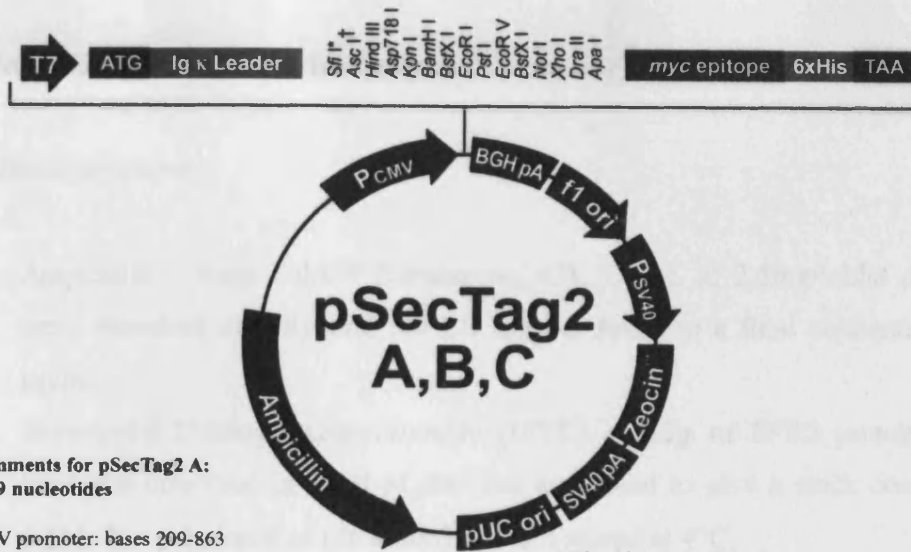 T7 ATG Ig κ Leader
Sfi I*
Asc I†
Hind III
Asp718 I
Kpn I
BamH I
BstX I
EcoR I
Pst I
EcoR V
BstX I
Not I
Xho I
Dra II
Apa I
myc epitope 6xHis TAA
PCMV
BGH pA
f1 ori
PSV40
Zeocin
SV40 pA
pUC ori
Ampicillin
pSecTag2
A,B,C
nments for pSecTag2 A:
9 nucleotides
V promoter: bases 209-863